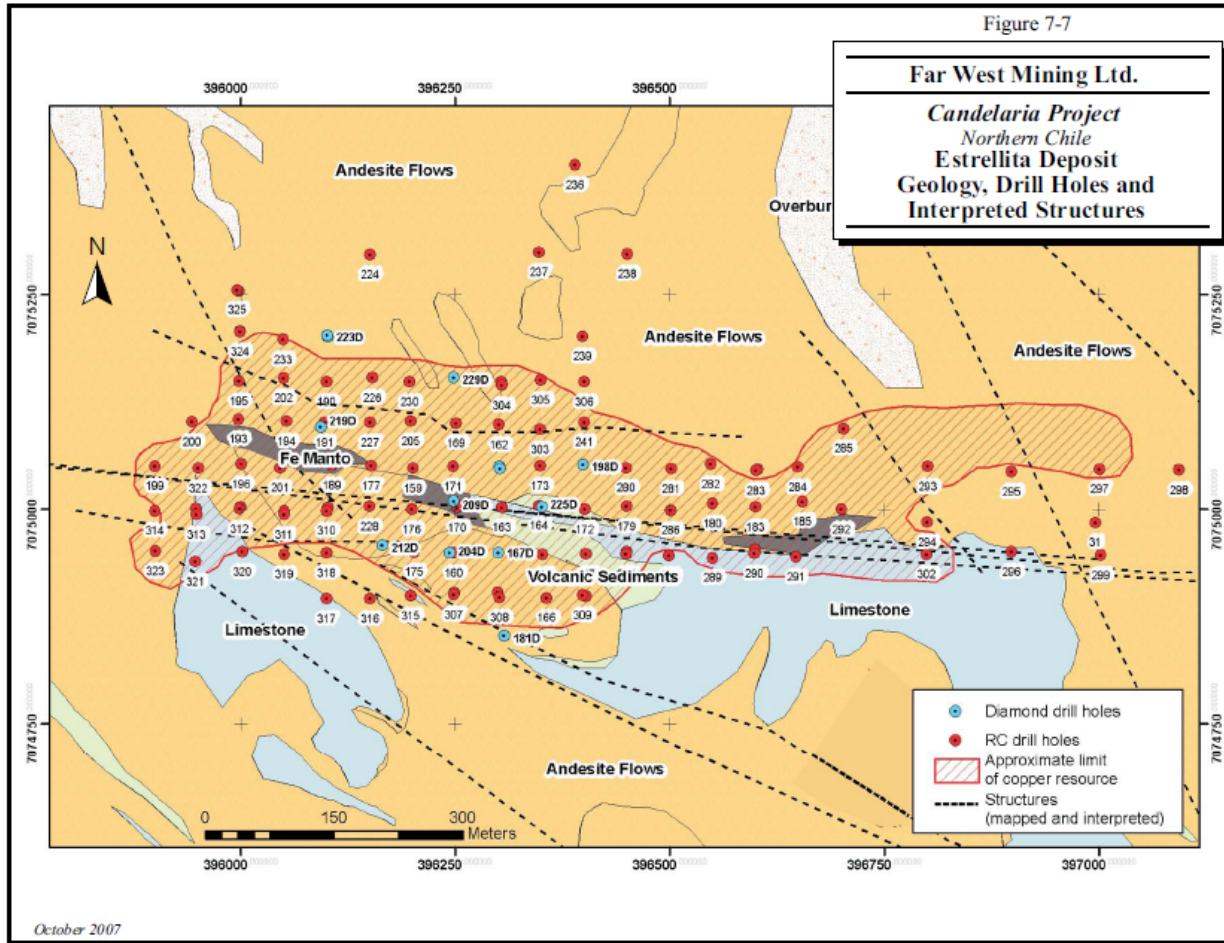 Figure 7-7
Far West Mining Ltd.
Candelaria Project
Northern Chile
Estrellita Deposit
Geology, Drill Holes and
Interpreted Structures
396000 396250 396500
Andesite Flows
236
Overbur
N
224 237 238
7075250 7075250
325
223D
Andesite Flows
324 233 239
Andesite Flows
229D
195 202 190 226 230 304 305 306
219D
200 193 194 191 227 205 169 162 303 241 285
Fe Manto
198D
199 322 196 201 189 177 159 171 173 280 281 282 283 284 293 295 297 298
209D 225D
7075000 7075000
314 313 312 311 310 228 176 170 163 164 172 179 286 180 183 185 292 294 31
212D 204D 167D
323 321 320 319 318 175 160 289 290 291 302 296 299
Volcanic Sediments
317 316 315 307 308 166 309
Limestone Limestone
181D
Diamond drill holes
RC drill holes
Approximate limit
of copper resource
Structures
(mapped and interpreted)
7074750 7074750
Andesite Flows
0 150 300
Meters
396000 396250 396500 396750 397000
October 2007